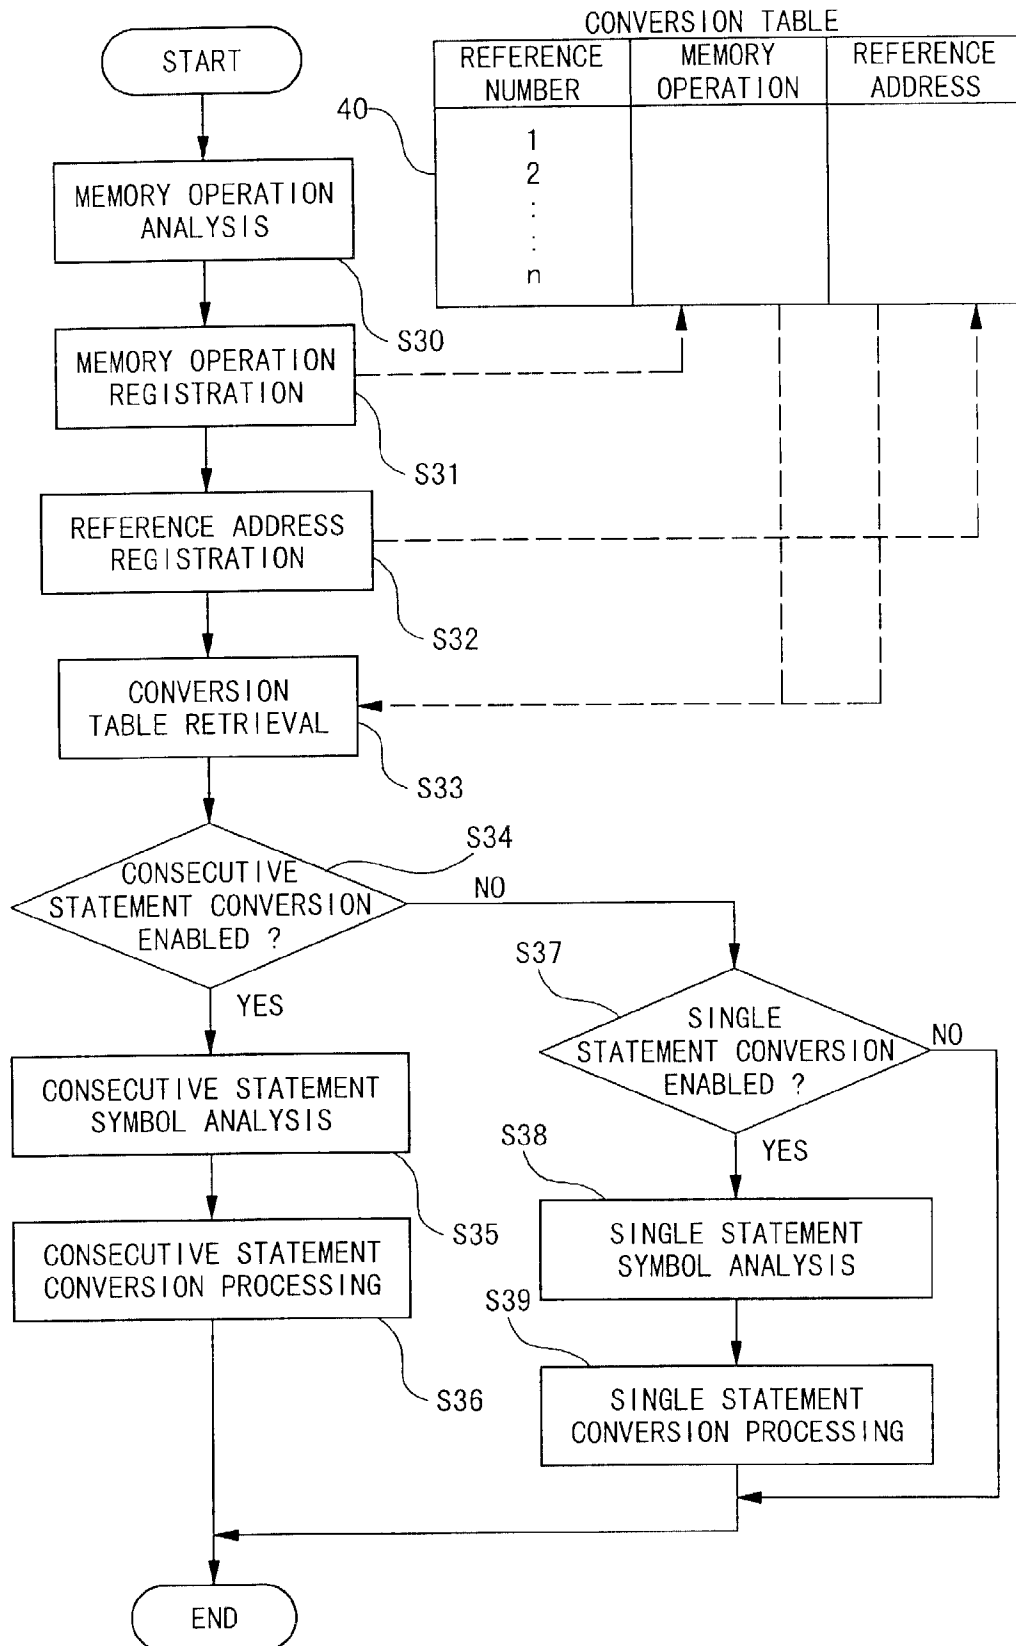 CONVERSION TABLE
REFERENCE NUMBER
MEMORY OPERATION
REFERENCE ADDRESS
40
1
2
:
:
n
START
MEMORY OPERATION
ANALYSIS
S30
MEMORY OPERATION
REGISTRATION
S31
REFERENCE ADDRESS
REGISTRATION
S32
CONVERSION
TABLE RETRIEVAL
S33
S34
CONSECUTIVE
STATEMENT CONVERSION
ENABLED ?
NO
YES
CONSECUTIVE STATEMENT
SYMBOL ANALYSIS
S35
CONSECUTIVE STATEMENT
CONVERSION PROCESSING
S36
S37
SINGLE
STATEMENT CONVERSION
ENABLED ?
NO
YES
S38
SINGLE STATEMENT
SYMBOL ANALYSIS
S39
SINGLE STATEMENT
CONVERSION PROCESSING
END